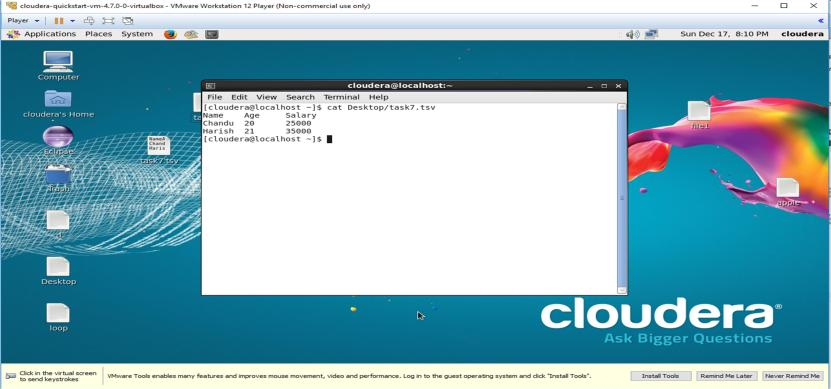 cloudera-quickstart-vm-4.7.0-0-virtualbox - VMware Workstation 12 Player (Non-commercial use only)
Player
Applications Places System
Sun Dec 17, 8:10 PM cloudera
Computer
cloudera's Home
Eclipse
Trash
Desktop
loop
NameA
Chand
Haris
task7.tsv
ta
cloudera@localhost:~
File Edit View Search Terminal Help
[cloudera@localhost ~]$ cat Desktop/task7.tsv
Name Age Salary
Chandu 20 25000
Harish 21 35000
[cloudera@localhost ~]$
file1
apple
cloudera®
Ask Bigger Questions
Click in the virtual screen
to send keystrokes
VMware Tools enables many features and improves mouse movement, video and performance. Log in to the guest operating system and click "Install Tools".
Install Tools
Remind Me Later
Never Remind Me